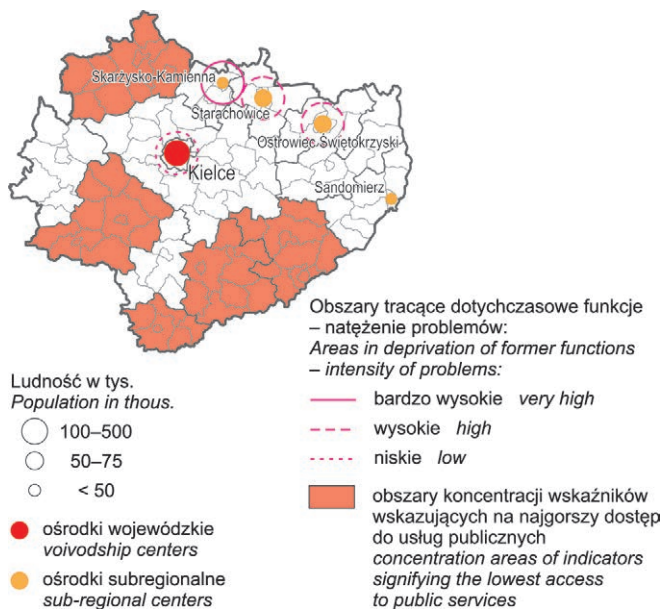 Skarżysko-Kamienna
Starachowice
Ostrowiec Świętokrzyski
Kielce
Sandomierz
Ludność w tys.
Population in thous.
100–500
50–75
< 50
ośrodki wojewódzkie
voivodship centers
ośrodki subregionalne
sub-regional centers
Obszary tracące dotychczasowe funkcje
– natężenie problemów:
Areas in deprivation of former functions
– intensity of problems:
bardzo wysokie very high
wysokie high
niskie low
obszary koncentracji wskaźników
wskazujących na najgorszy dostęp
do usług publicznych
concentration areas of indicators
signifying the lowest access
to public services